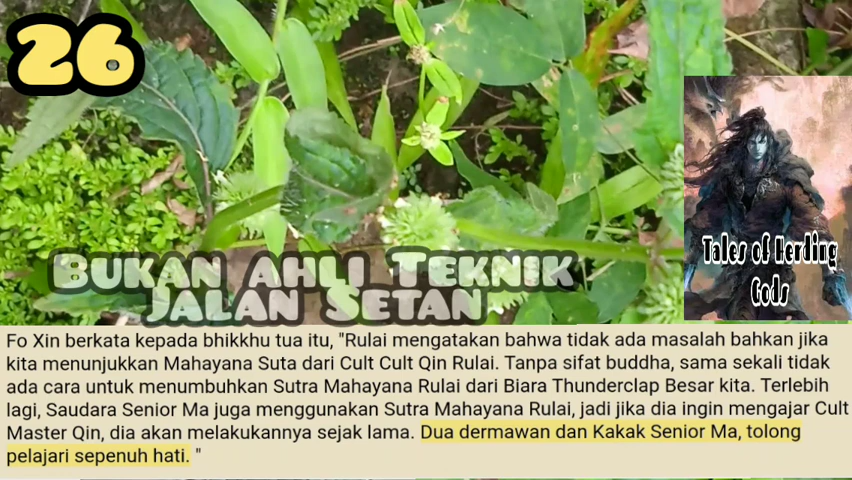 26
Tales of Herding
Gods
BUKAN AHLI TEKNIK
JALAN SETAN
Fo Xin berkata kepada bhikkhu tua itu, "Rulai mengatakan bahwa tidak ada masalah bahkan jika
kita menunjukkan Mahayana Suta dari Cult Cult Qin Rulai. Tanpa sifat buddha, sama sekali tidak
ada cara untuk menumbuhkan Sutra Mahayana Rulai dari Biara Thunderclap Besar kita. Terlebih
lagi, Saudara Senior Ma juga menggunakan Sutra Mahayana Rulai, jadi jika dia ingin mengajar Cult
Master Qin, dia akan melakukannya sejak lama. Dua dermawan dan Kakak Senior Ma, tolong
pelajari sepenuh hati. "